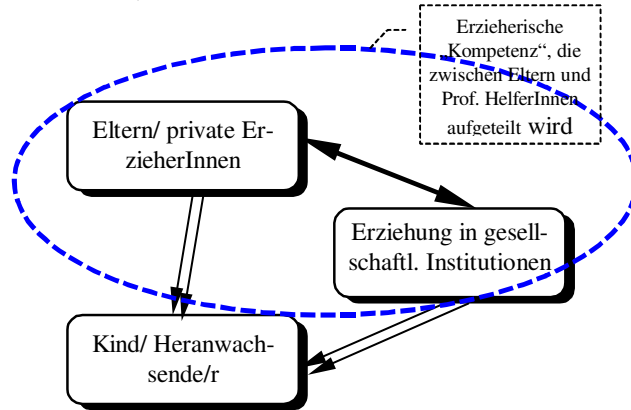 Erzieherische
„Kompetenz“, die
zwischen Eltern und
Prof. HelferInnen
aufgeteilt wird
Eltern/ private Er-
zieherInnen
Erziehung in gesell-
schaftl. Institutionen
Kind/ Heranwach-
sende/r